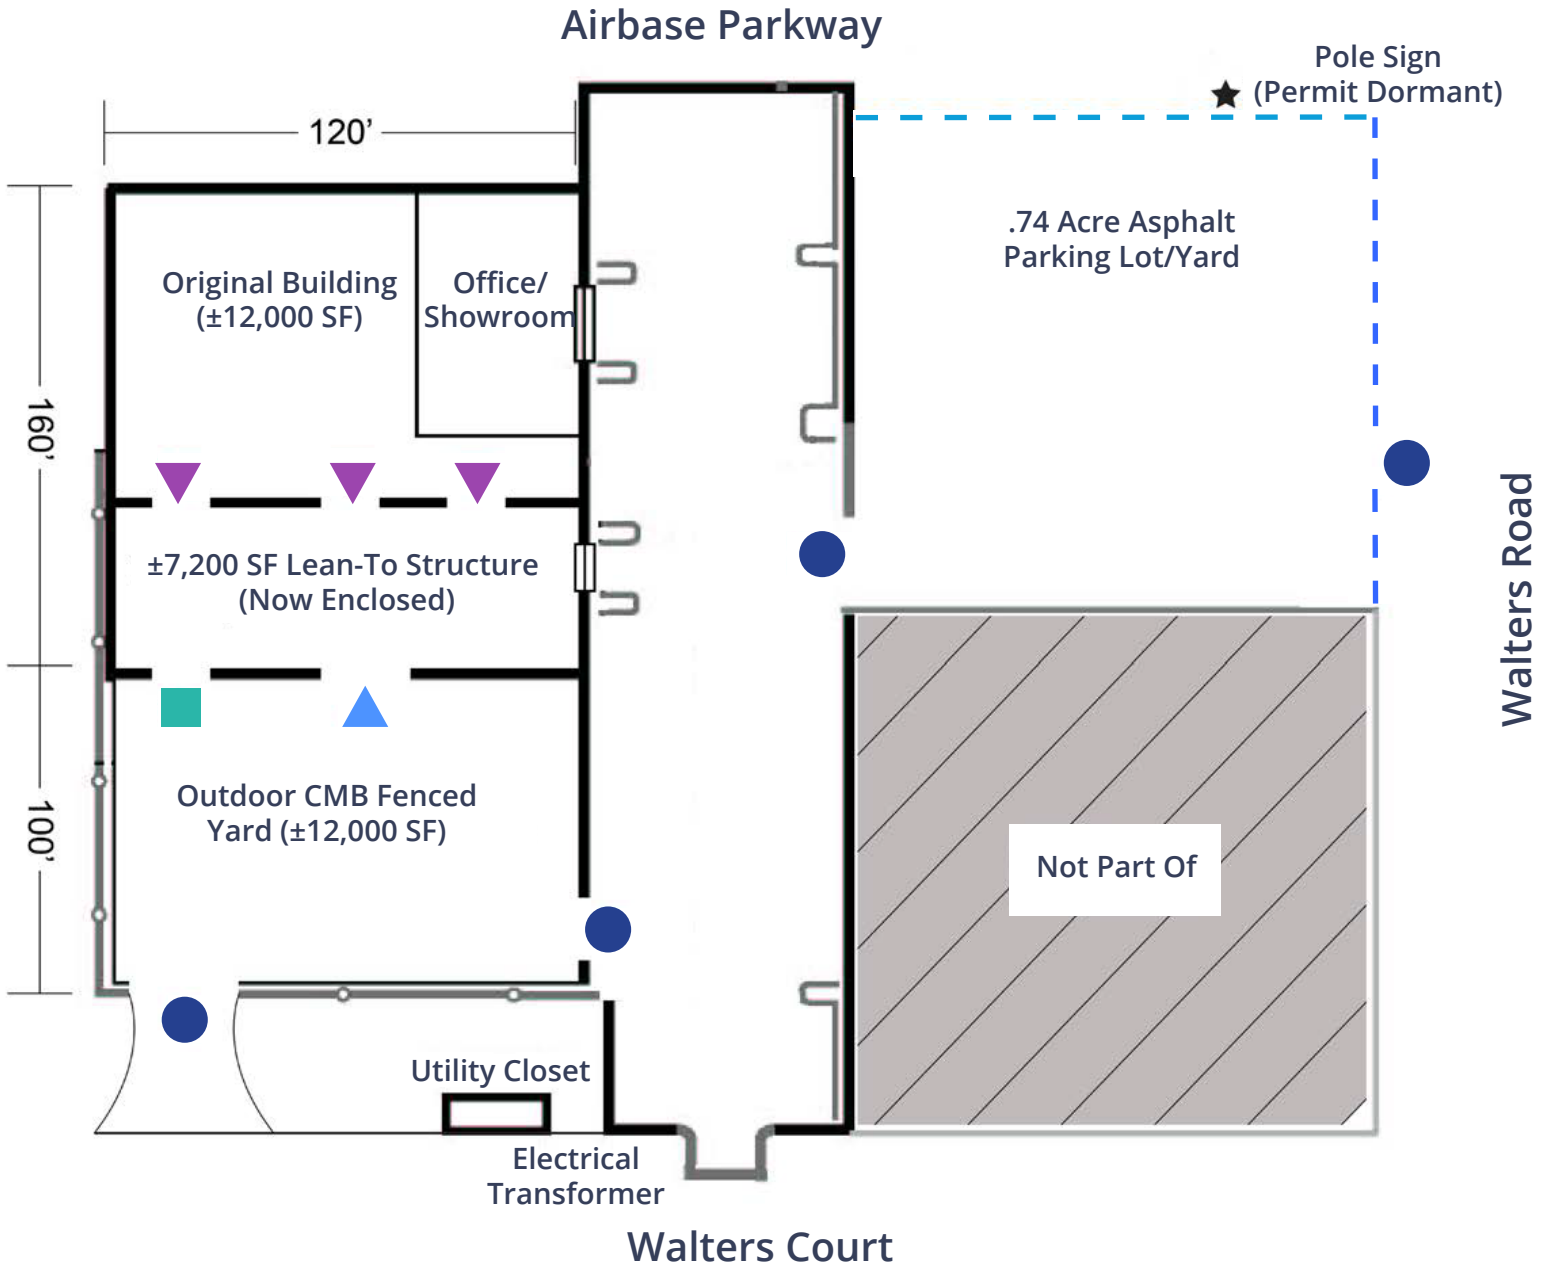 Airbase Parkway
Pole Sign
(Permit Dormant)
120’
.74 Acre Asphalt
Parking Lot/Yard
Original Building
(±12,000 SF)
Office/
Showroom
160’
±7,200 SF Lean-To Structure
(Now Enclosed)
Walters Road
Outdoor CMB Fenced
Yard (±12,000 SF)
100’
Not Part Of
Utility Closet
Electrical
Transformer
Walters Court